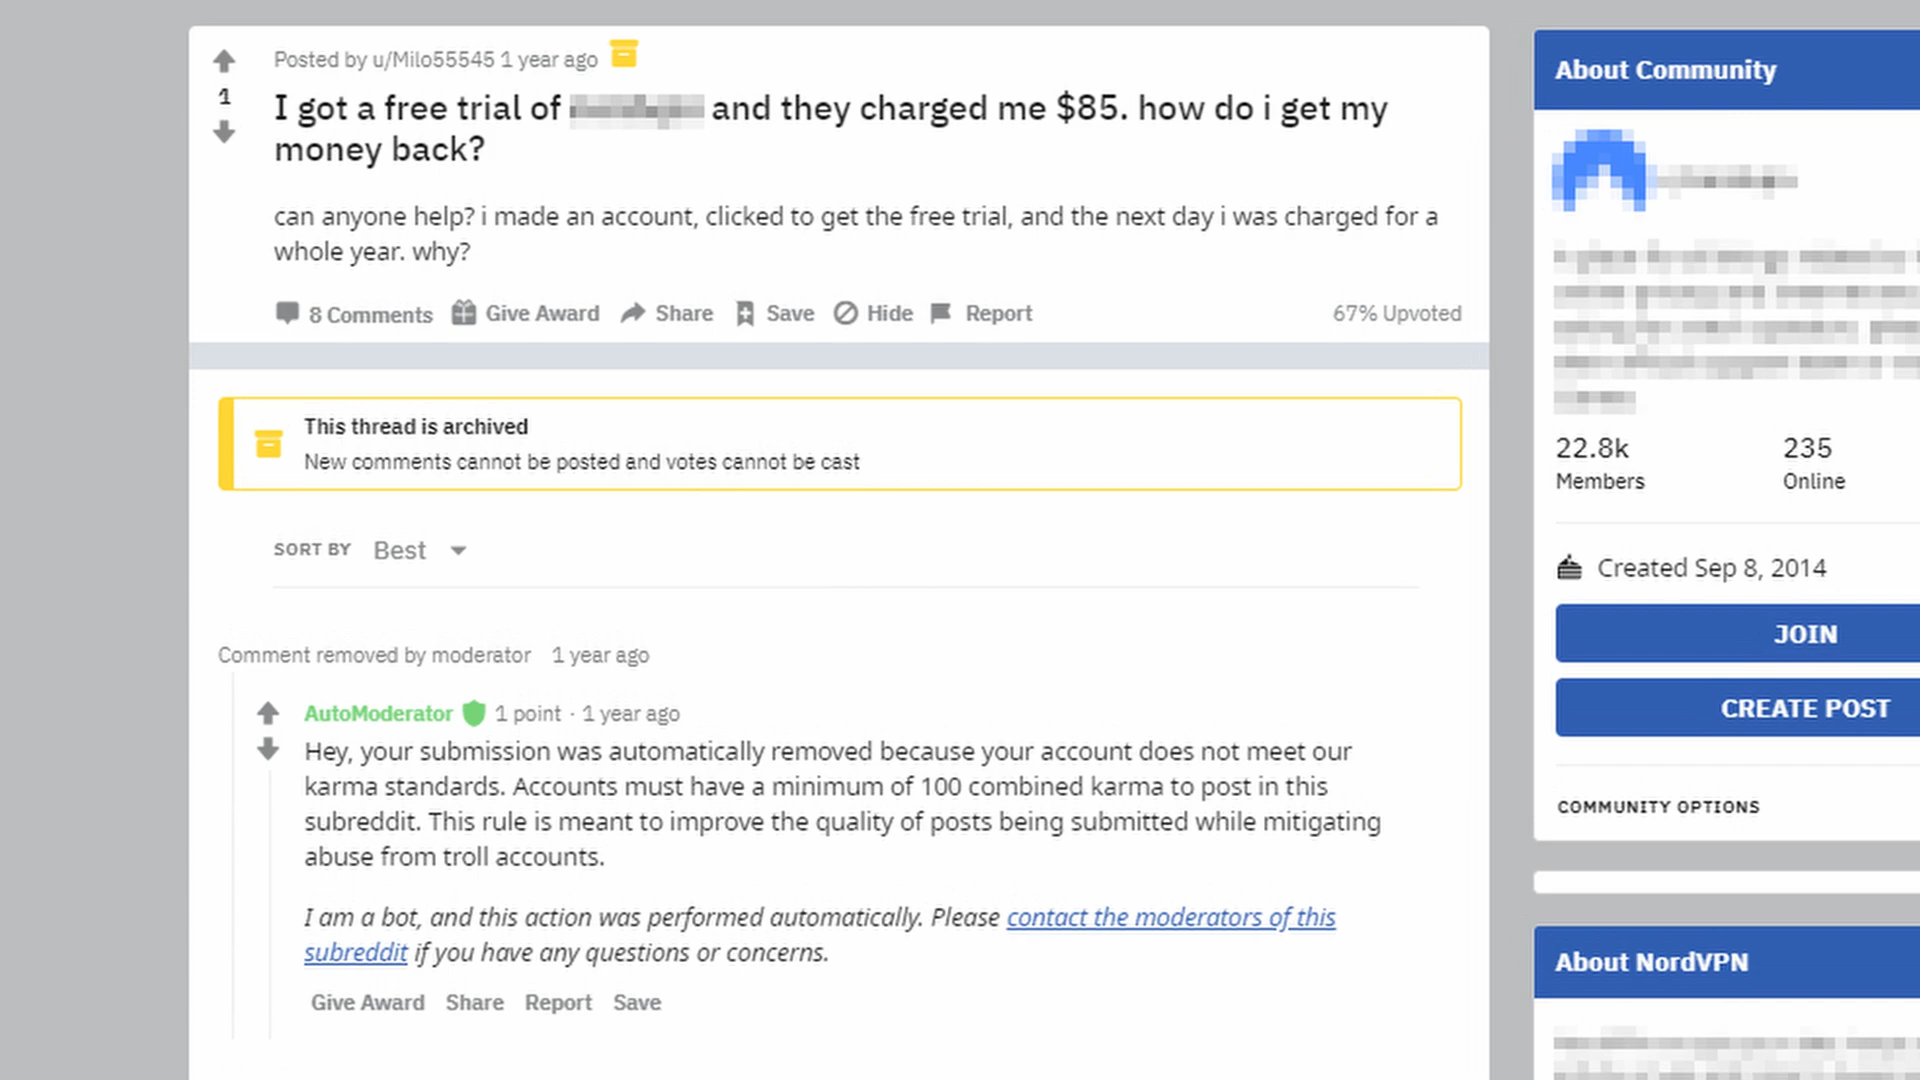 Posted by u/Milo55545 1 year ago
1
I got a free trial of and they charged me $85. how do i get my
money back?
can anyone help? i made an account, clicked to get the free trial, and the next day i was charged for a
whole year. why?
8 Comments Give Award Share Save Hide Report 67% Upvoted
This thread is archived
New comments cannot be posted and votes cannot be cast
SORT BY Best
Comment removed by moderator 1 year ago
AutoModerator 1 point · 1 year ago
Hey, your submission was automatically removed because your account does not meet our
karma standards. Accounts must have a minimum of 100 combined karma to post in this
subreddit. This rule is meant to improve the quality of posts being submitted while mitigating
abuse from troll accounts.
I am a bot, and this action was performed automatically. Please contact the moderators of this
subreddit if you have any questions or concerns.
Give Award Share Report Save
About Community
22.8k 235
Members Online
Created Sep 8, 2014
JOIN
CREATE POST
COMMUNITY OPTIONS
About NordVPN